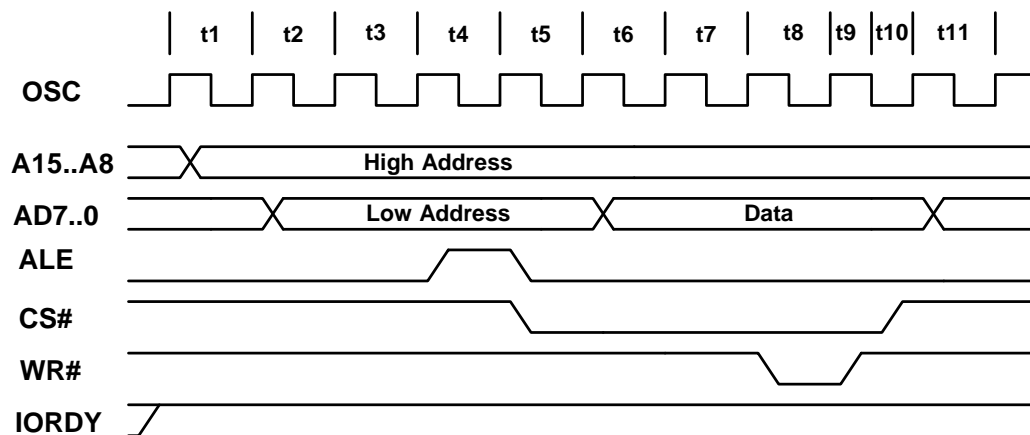 t1 t2 t3 t4 t5 t6 t7 t8 t9 t10 t11
OSC
A15..A8 High Address
AD7..0 Low Address Data
ALE
CS#
WR#
IORDY